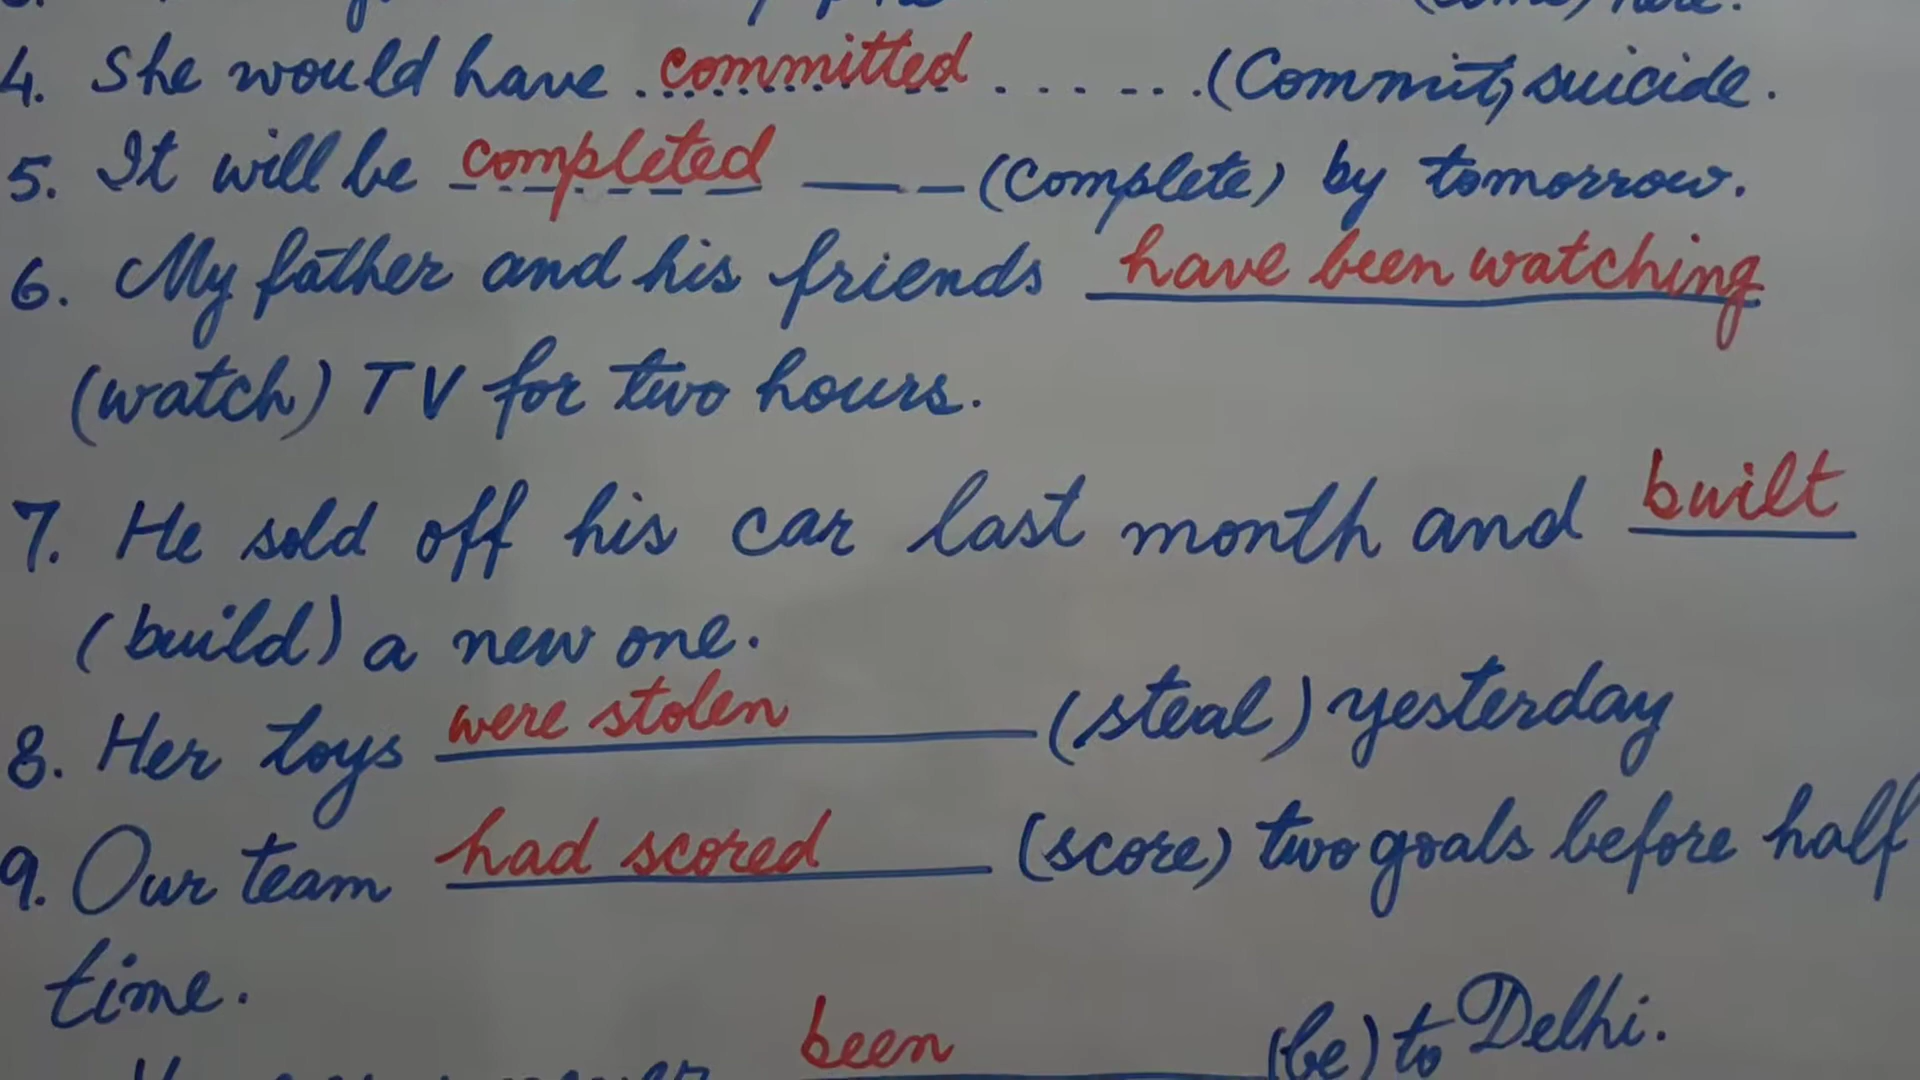 (come) here.
4. She would have committed (Commit) suicide.
5. It will be completed (Complete) by tomorrow.
6. My father and his friends have been watching
(watch) TV for two hours.
7. He sold off his car last month and built
(build) a new one.
8. Her toys were stolen (steal) yesterday
9. Our team had scored (score) two goals before half
time.
never been (be) to Delhi.